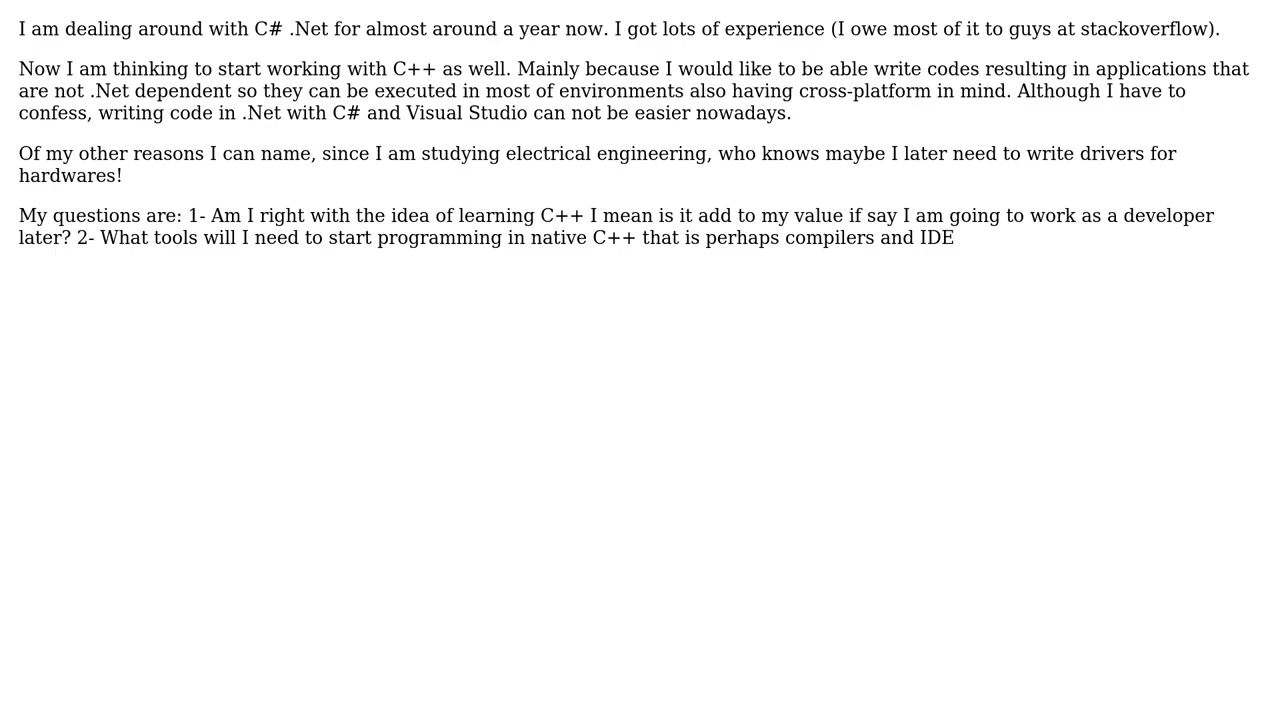 I am dealing around with C# .Net for almost around a year now. I got lots of experience (I owe most of it to guys at stackoverflow).
Now I am thinking to start working with C++ as well. Mainly because I would like to be able write codes resulting in applications that
are not .Net dependent so they can be executed in most of environments also having cross-platform in mind. Although I have to
confess, writing code in .Net with C# and Visual Studio can not be easier nowadays.
Of my other reasons I can name, since I am studying electrical engineering, who knows maybe I later need to write drivers for
hardwares!
My questions are: 1- Am I right with the idea of learning C++ I mean is it add to my value if say I am going to work as a developer
later? 2- What tools will I need to start programming in native C++ that is perhaps compilers and IDE